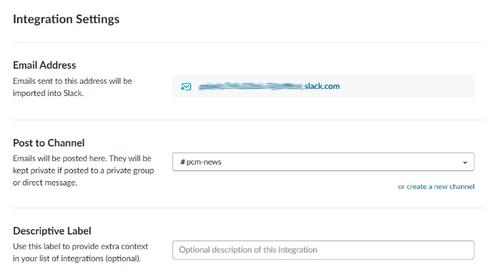 Integration Settings
Email Address
Emails sent to this address will be
imported into Slack.
slack.com
Post to Channel
Emails will be posted here. They will be
kept private if posted to a private group
or direct message.
# pcm-news
or create a new channel
Descriptive Label
Use this label to provide extra context
in your list of integrations (optional).
Optional description of this integration